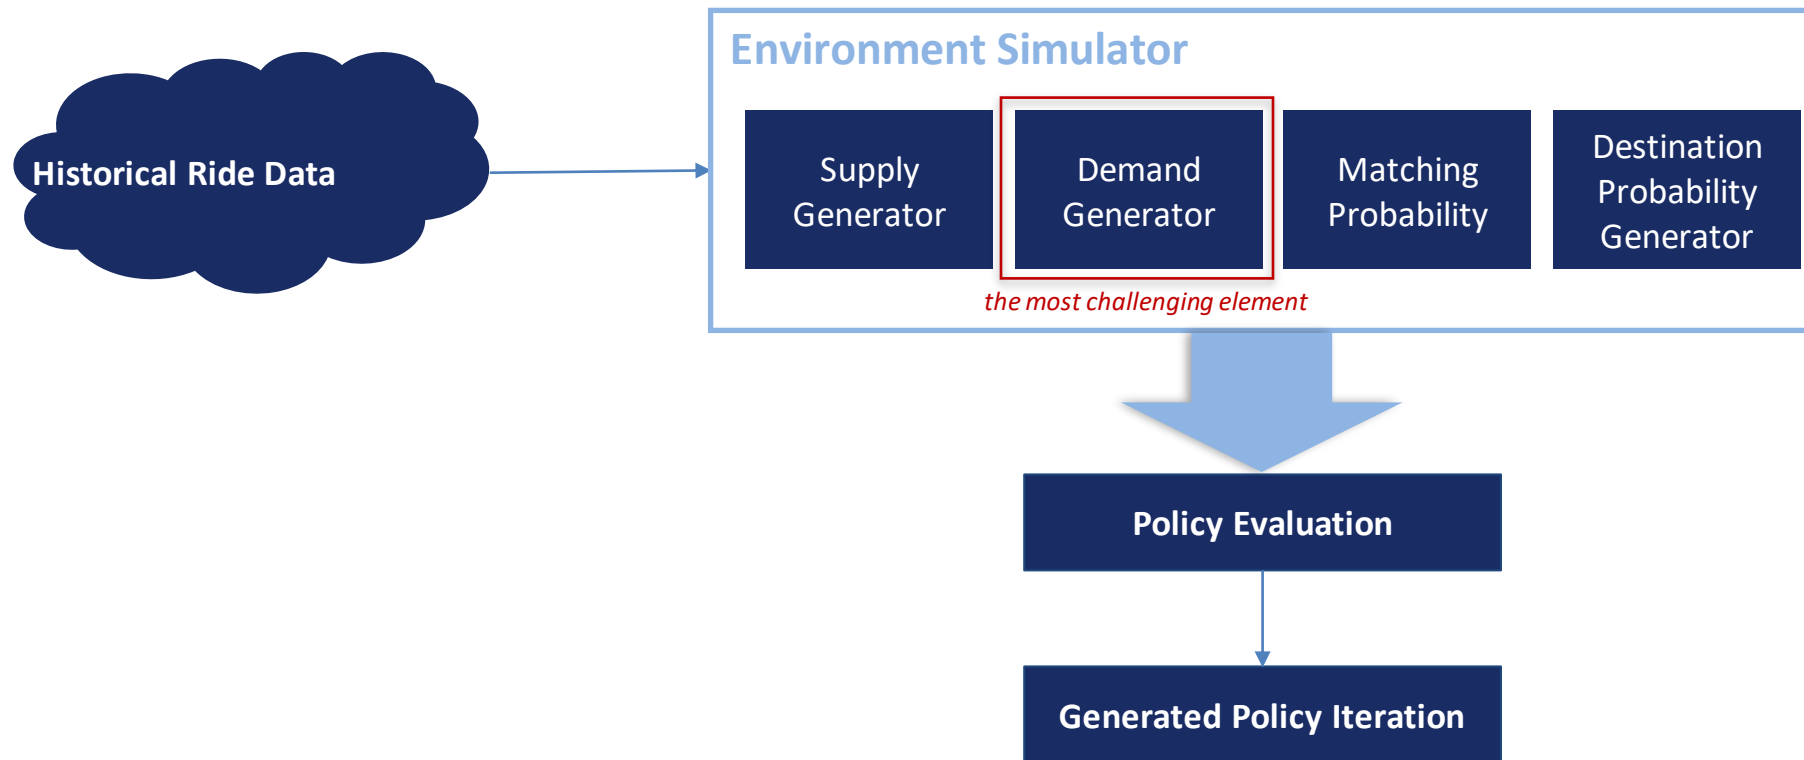 Environment Simulator
Historical Ride Data
Supply
Generator
Demand
Generator
Matching
Probability
Destination
Probability
Generator
the most challenging element
Policy Evaluation
Generated Policy Iteration